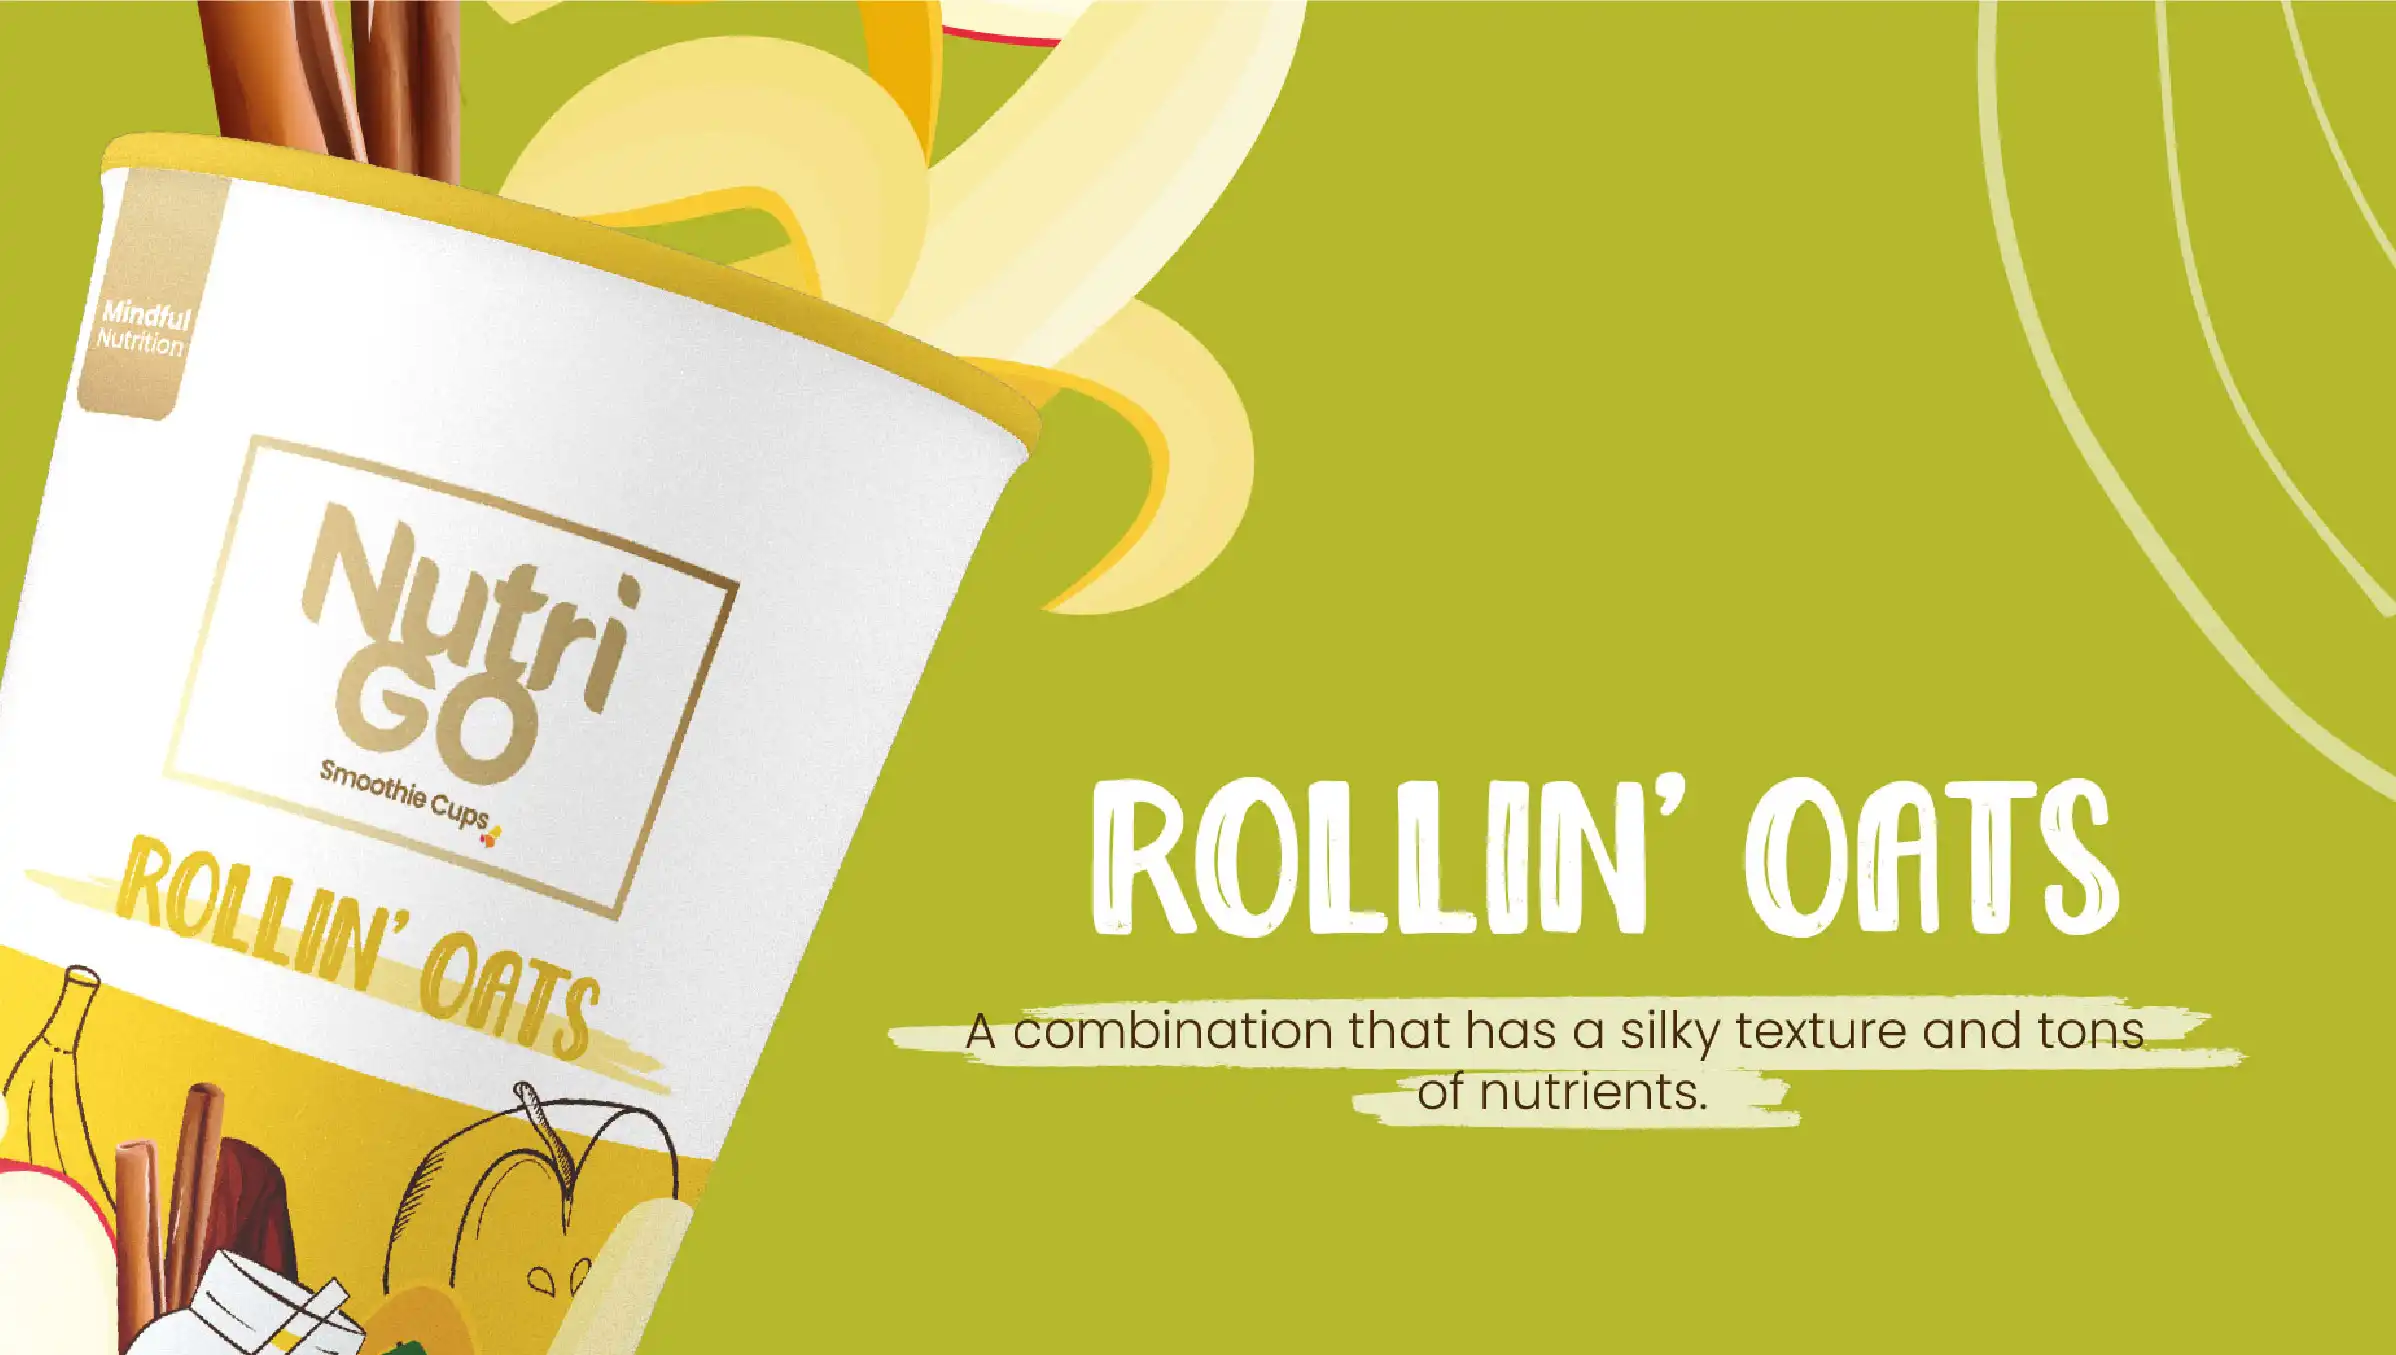 Mindful
Nutrition
Nutri
GO
Smoothie Cups
ROLLIN' OATS
ROLLIN' OATS
A combination that has a silky texture and tons
of nutrients.